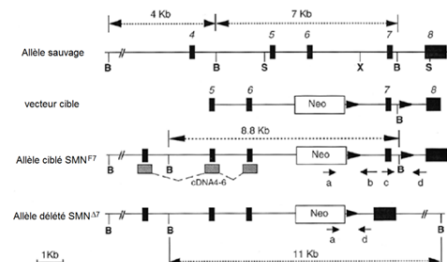 4 Kb 7 Kb
4 5 6 7 8
Allèle sauvage
B B S X B S
5 6 7 8
vecteur cible Neo
B
8.8 Kb
Allèle ciblé SMNF7 Neo
B B B
cDNA4-6 a b c d
Allèle délété SMNΔ7 Neo
B B a d B
1Kb 11 Kb